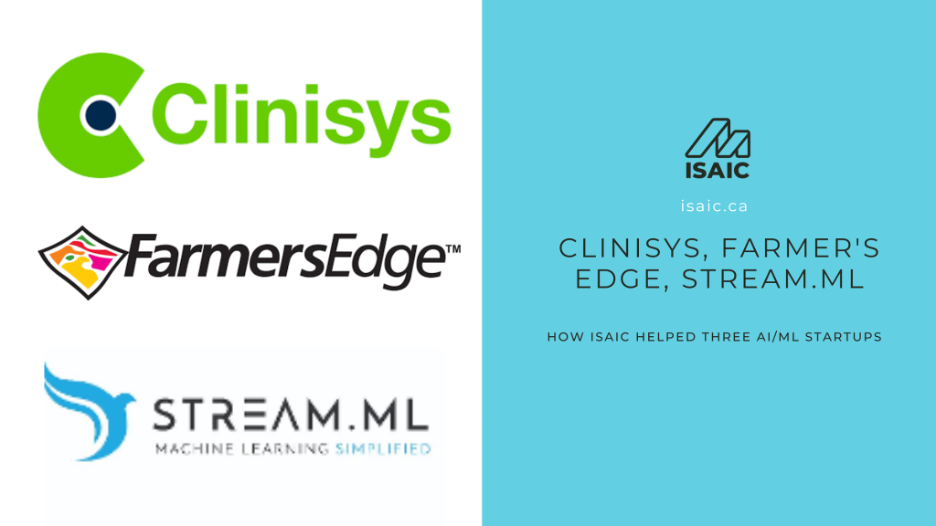 Clinisys
FarmersEdge™
STREAM.ML
MACHINE LEARNING SIMPLIFIED
ISAIC
isaic.ca
CLINISYS, FARMER'S
EDGE, STREAM.ML
HOW ISAIC HELPED THREE AI/ML STARTUPS